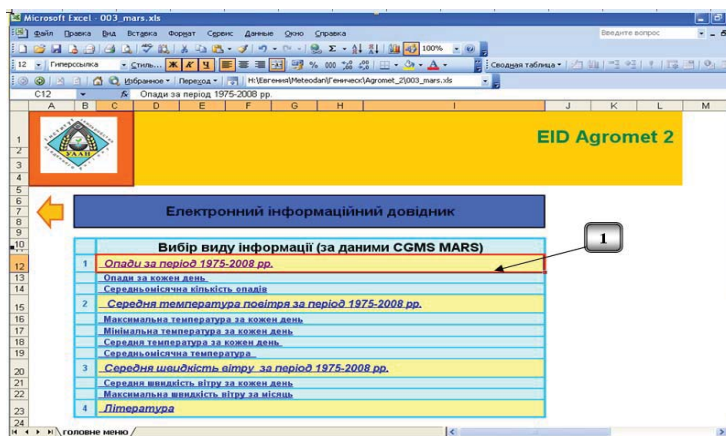 Microsoft Excel - 003_mars.xls
Файл Правка Вид Вставка Формат Сервис Данные Окно Справка
Введите вопрос
100%
12 Гиперссылка Стиль... Ж К Ч % 000 Сводная таблица
Избранное Переход H:\Евгения\Meteodan\Геническ\Agromet_2\003_mars.xls
C12 fx Опади за період 1975-2008 рр.
A B C D E F G H I J K L M
УААН
EID Agromet 2
Електронний інформаційний довідник
Вибір виду інформації (за даними CGMS MARS)
1
1 Опади за період 1975-2008 рр.
Опади за кожен день
Середньомісячна кількість опадів
2 Середня температура повітря за період 1975-2008 рр.
Максимальна температура за кожен день
Мінімальна температура за кожен день
Середня температура за кожен день
Середньомісячна температура
3 Середня швидкість вітру за період 1975-2008 рр.
Середня швидкість вітру за кожен день
Максимальна швидкість вітру за місяць
4 Література
головне меню